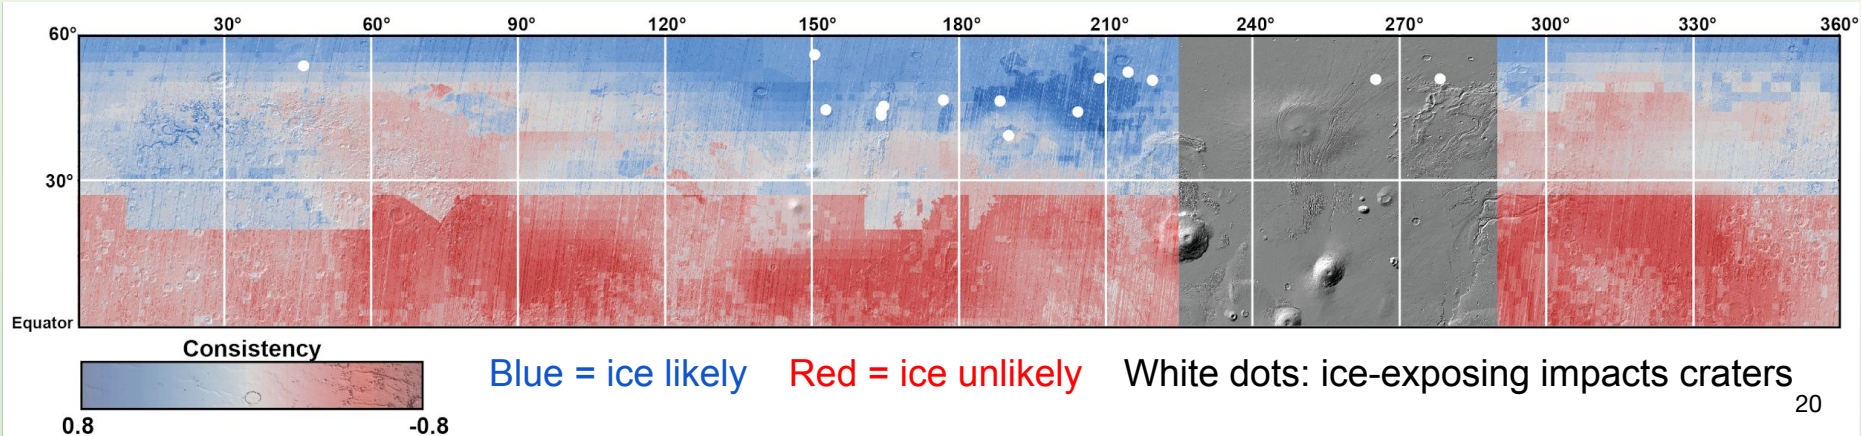 30° 60° 90° 120° 150° 180° 210° 240° 270° 300° 330° 360°
60°
30°
Equator
Consistency
0.8 -0.8
Blue = ice likely Red = ice unlikely White dots: ice-exposing impacts craters
20